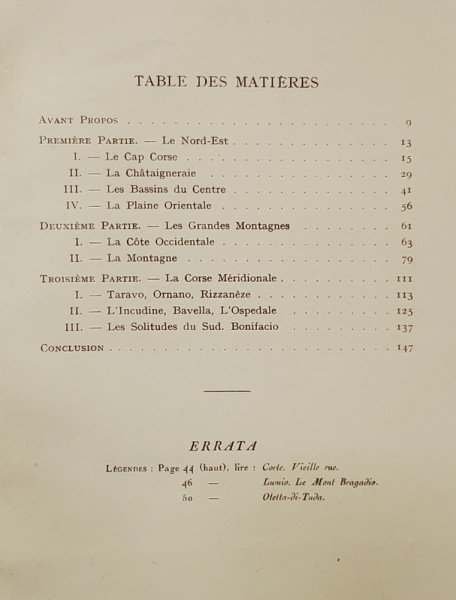 TABLE DES MATIÈRES
AVANT PROPOS . . . . . . . . . . . . . . . . . . . . 9
PREMIÈRE PARTIE. — Le Nord-Est . . . . . . . . . . . . 13
I. — Le Cap Corse . . . . . . . . . . . . . . . 15
II. — La Châtaigneraie . . . . . . . . . . . . . 29
III. — Les Bassins du Centre . . . . . . . . . . . 41
IV. — La Plaine Orientale . . . . . . . . . . . . 56
DEUXIÈME PARTIE. — Les Grandes Montagnes . . . . . . . 61
I. — La Côte Occidentale . . . . . . . . . . . . 63
II. — La Montagne . . . . . . . . . . . . . . . 79
TROISIÈME PARTIE. — La Corse Méridionale . . . . . . . . 111
I. — Taravo, Ornano, Rizzanèze . . . . . . . . . 113
II. — L'Incudine, Bavella, L'Ospedale . . . . . . . 125
III. — Les Solitudes du Sud. Bonifacio . . . . . . . 137
CONCLUSION . . . . . . . . . . . . . . . . . . . . . 147
ERRATA
LÉGENDES : Page 44 (haut), lire : Corte. Vieille rue.
46 — Lumio. Le Mont Bragadio.
50 — Oletta-di-Tuda.